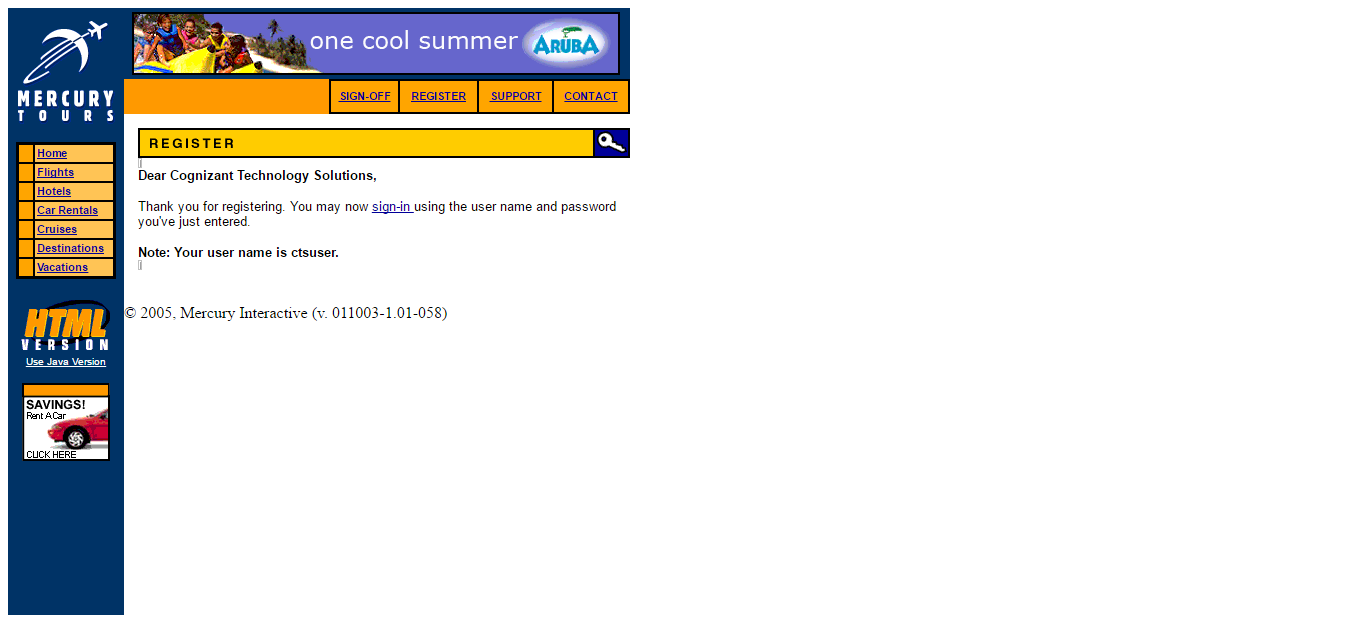 one cool summer
ARUBA
MERCURY
TOURS
SIGN-OFF
REGISTER
SUPPORT
CONTACT
REGISTER
Home
Flights
Hotels
Car Rentals
Cruises
Destinations
Vacations
Dear Cognizant Technology Solutions,
Thank you for registering. You may now sign-in using the user name and password
you've just entered.
Note: Your user name is ctsuser.
© 2005, Mercury Interactive (v. 011003-1.01-058)
HTML
VERSION
Use Java Version
SAVINGS!
Rent A Car
CLICK HERE